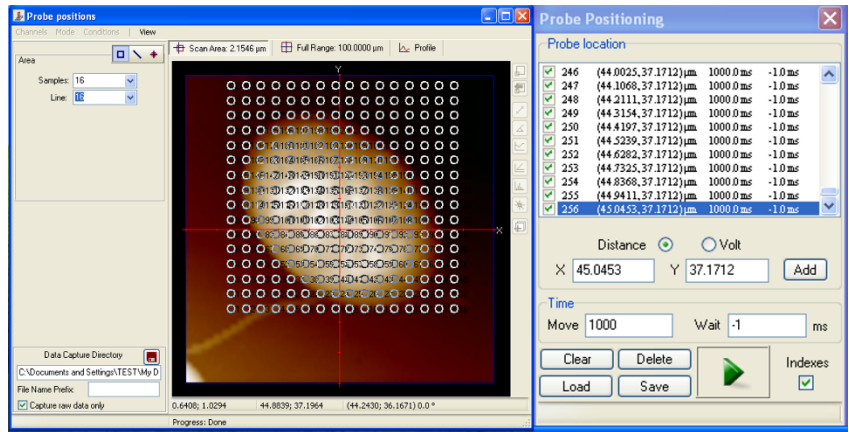 Probe positions
Channels Mode Conditions View
Area
Samples: 16
Line: 16
Data Capture Directory
C:\Documents and Settings\TEST\My D
File Name Prefix:
Capture raw data only
Scan Area: 2.1546 µm Full Range: 100.0000 µm Profile
Y
X
0.6408; 1.0294 44.8839; 37.1964 (44.2430; 36.1671) 0.0 °
Progress: Done
Probe Positioning
Probe location
246 (44.0025,37.1712)µm 1000.0 ms -1.0 ms
247 (44.1068,37.1712)µm 1000.0 ms -1.0 ms
248 (44.2111,37.1712)µm 1000.0 ms -1.0 ms
249 (44.3154,37.1712)µm 1000.0 ms -1.0 ms
250 (44.4197,37.1712)µm 1000.0 ms -1.0 ms
251 (44.5239,37.1712)µm 1000.0 ms -1.0 ms
252 (44.6282,37.1712)µm 1000.0 ms -1.0 ms
253 (44.7325,37.1712)µm 1000.0 ms -1.0 ms
254 (44.8368,37.1712)µm 1000.0 ms -1.0 ms
255 (44.9411,37.1712)µm 1000.0 ms -1.0 ms
256 (45.0453,37.1712)µm 1000.0 ms -1.0 ms
Distance Volt
X 45.0453 Y 37.1712 Add
Time
Move 1000 Wait -1 ms
Clear Delete Indexes
Load Save